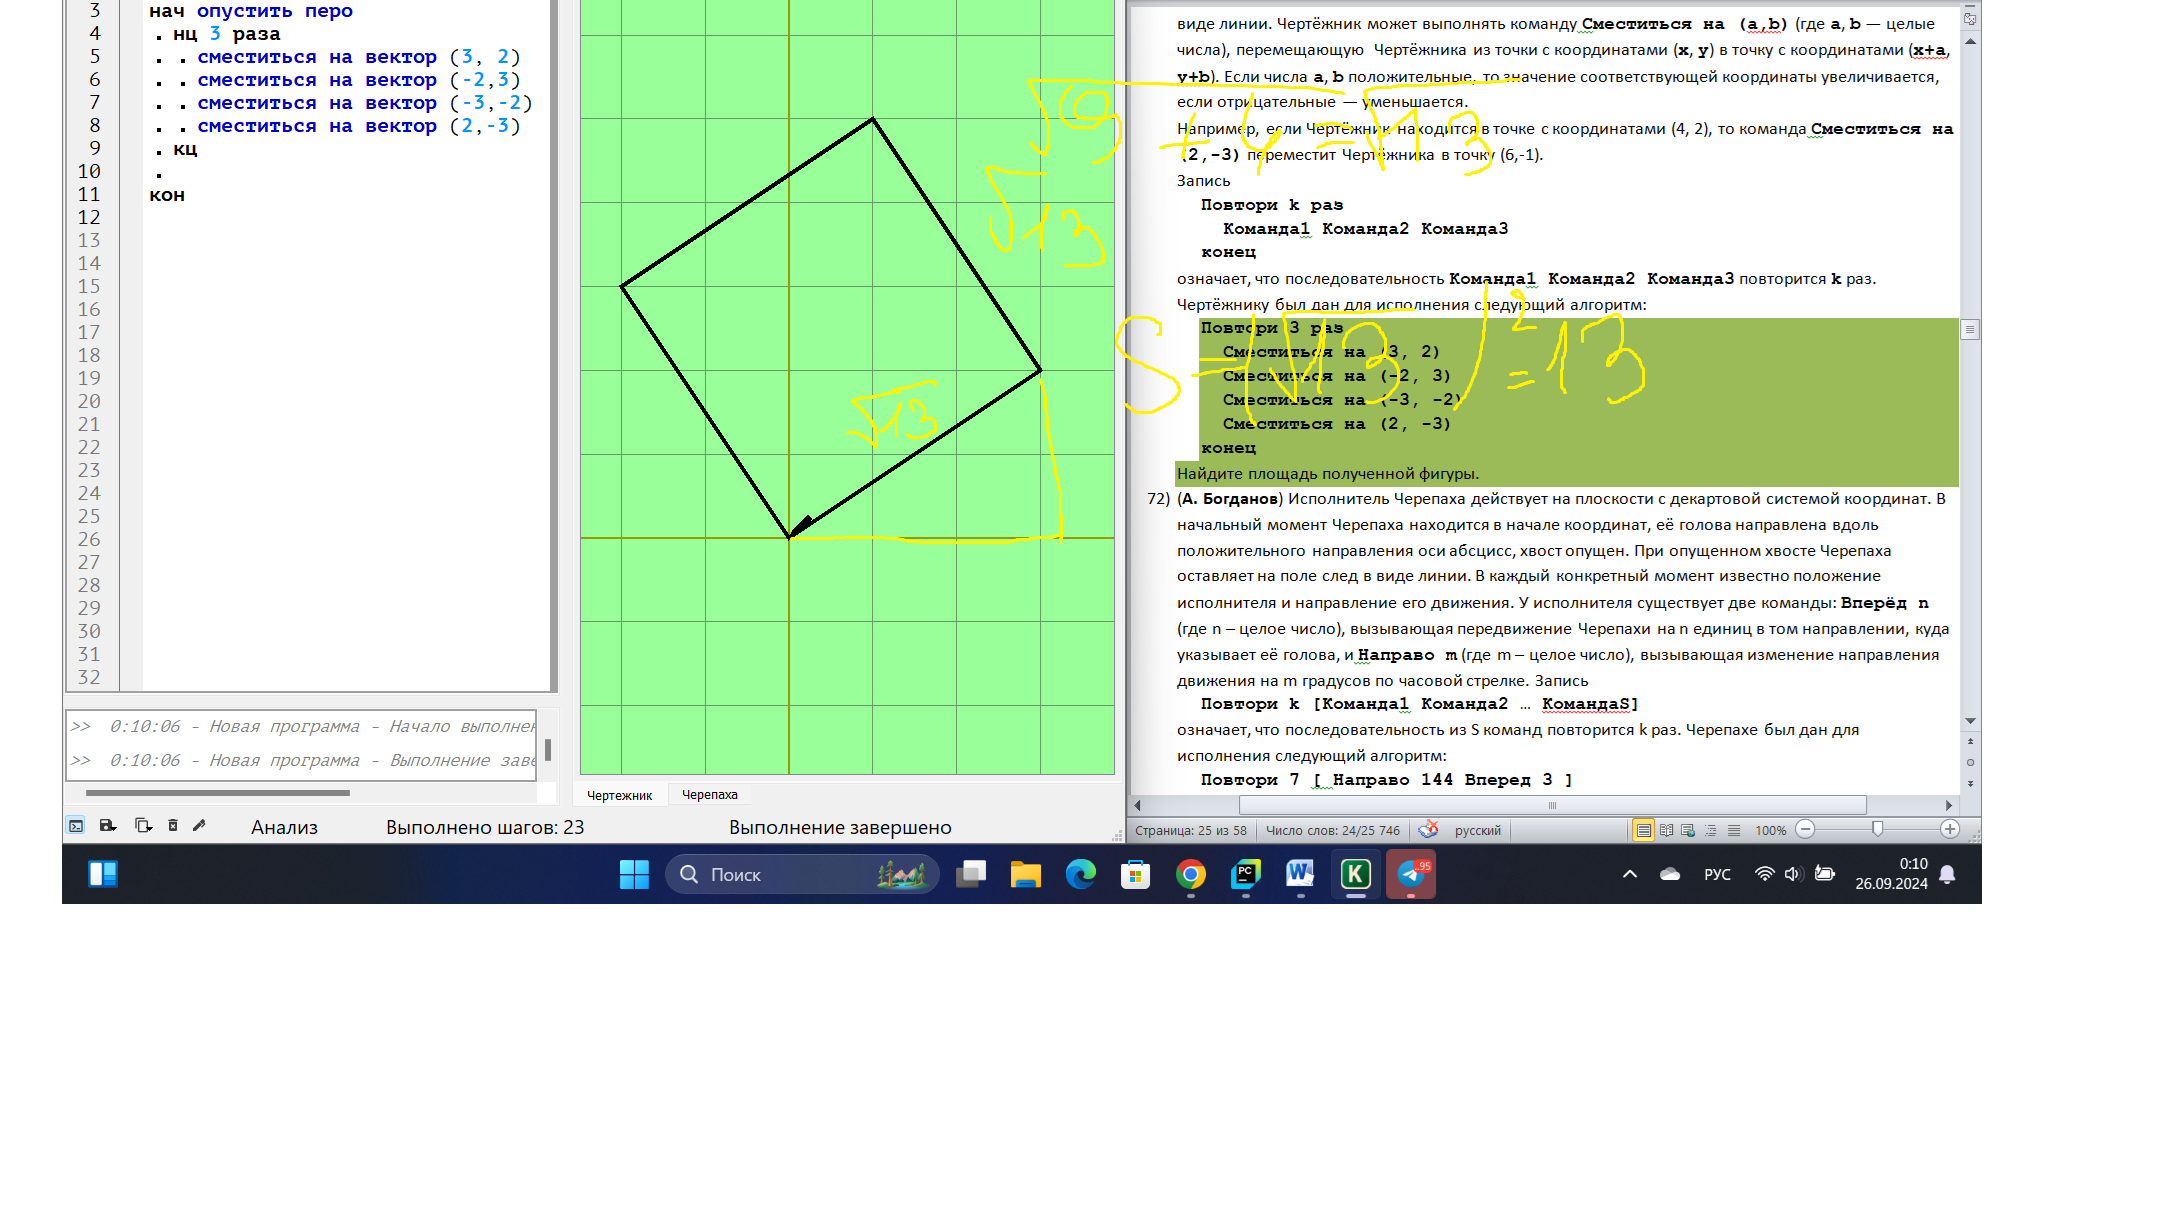 3 нач опустить перо
4 . нц 3 раза
5 . . сместиться на вектор (3, 2)
6 . . сместиться на вектор (-2,3)
7 . . сместиться на вектор (-3,-2)
8 . . сместиться на вектор (2,-3)
9 . кц
10 .
11 кон
12
13
14
15
16
17
18
19
20
21
22
23
24
25
26
27
28
29
30
31
32
>> 0:10:06 - Новая программа - Начало выполнен
>> 0:10:06 - Новая программа - Выполнение заве
Анализ Выполнено шагов: 23 Выполнение завершено
Чертежник Черепаха
√9 + 4 = √13
√13
√13
S = (√13)² = 13
виде линии. Чертёжник может выполнять команду Сместиться на (a,b) (где a, b — целые
числа), перемещающую Чертёжника из точки с координатами (x, y) в точку с координатами (x+a,
y+b). Если числа a, b положительные, то значение соответствующей координаты увеличивается,
если отрицательные — уменьшается.
Например, если Чертёжник находится в точке с координатами (4, 2), то команда Сместиться на
(2,-3) переместит Чертёжника в точку (6,-1).
Запись
Повтори k раз
Команда1 Команда2 Команда3
конец
означает, что последовательность Команда1 Команда2 Команда3 повторится k раз.
Чертёжнику был дан для исполнения следующий алгоритм:
Повтори 3 раз
Сместиться на (3, 2)
Сместиться на (-2, 3)
Сместиться на (-3, -2)
Сместиться на (2, -3)
конец
Найдите площадь полученной фигуры.
72) (А. Богданов) Исполнитель Черепаха действует на плоскости с декартовой системой координат. В
начальный момент Черепаха находится в начале координат, её голова направлена вдоль
положительного направления оси абсцисс, хвост опущен. При опущенном хвосте Черепаха
оставляет на поле след в виде линии. В каждый конкретный момент известно положение
исполнителя и направление его движения. У исполнителя существует две команды: Вперёд n
(где n – целое число), вызывающая передвижение Черепахи на n единиц в том направлении, куда
указывает её голова, и Направо m (где m – целое число), вызывающая изменение направления
движения на m градусов по часовой стрелке. Запись
Повтори k [Команда1 Команда2 … КомандаS]
означает, что последовательность из S команд повторится k раз. Черепахе был дан для
исполнения следующий алгоритм:
Повтори 7 [ Направо 144 Вперед 3 ]
Страница: 25 из 58 Число слов: 24/25 746 русский 100%
Поиск
PC
W
K
95
РУС
0:10
26.09.2024